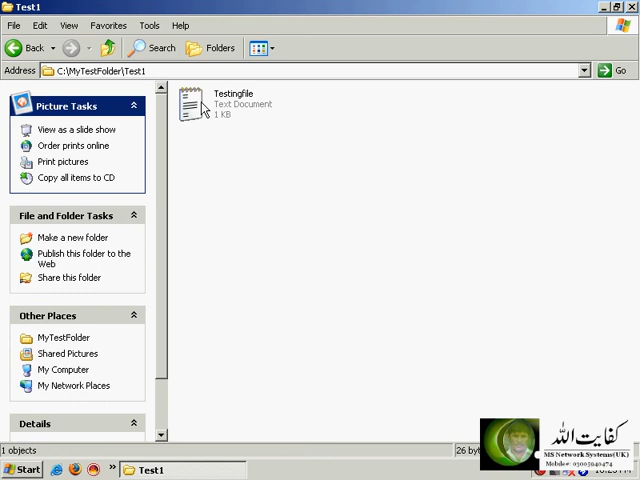 Test1
File Edit View Favorites Tools Help
Back Search Folders
Address C:\MyTestFolder\Test1 Go
Picture Tasks
View as a slide show
Order prints online
Print pictures
Copy all items to CD
File and Folder Tasks
Make a new folder
Publish this folder to the
Web
Share this folder
Other Places
MyTestFolder
Shared Pictures
My Computer
My Network Places
Details
Testingfile
Text Document
1 KB
1 objects
26 by
کفایت اللہ
MS Network Systems(UK)
Mobile# 03005040474
Start Test1